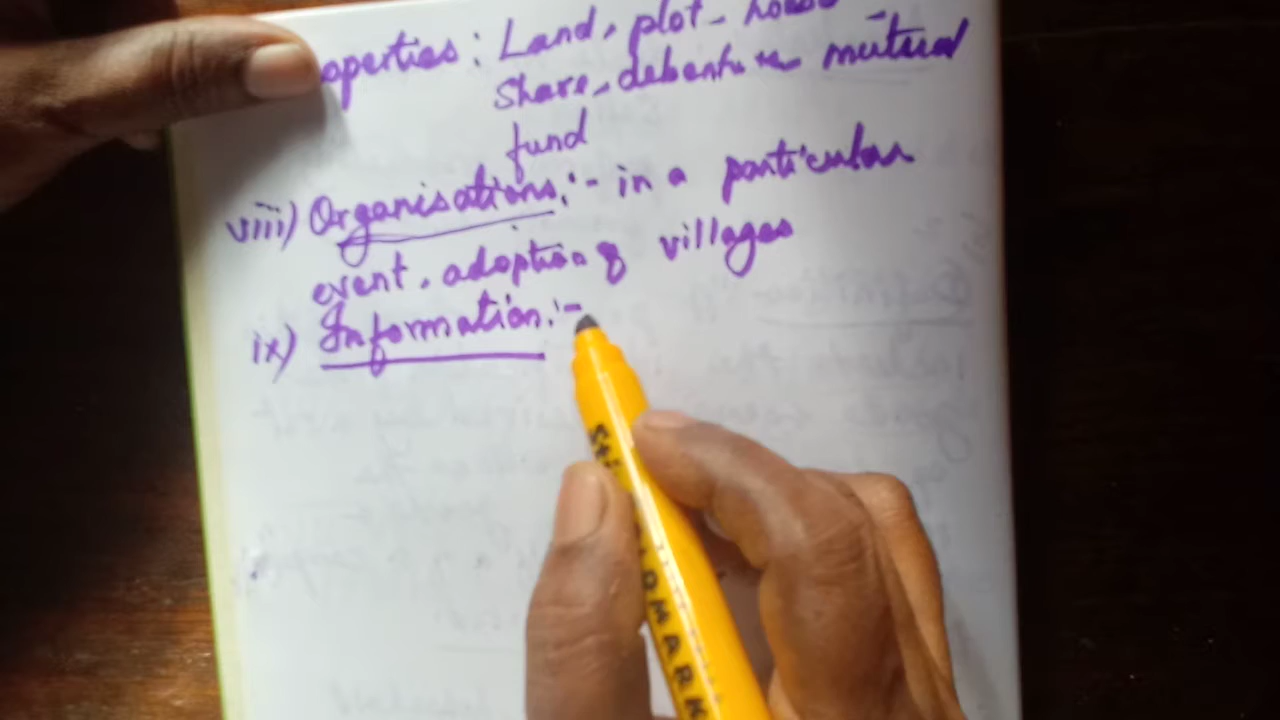 operties : Land, plot- house -
Share, debenture mutual
fund
viii) Organisations :- in a particular
event, adoption of villages
ix) Information :-